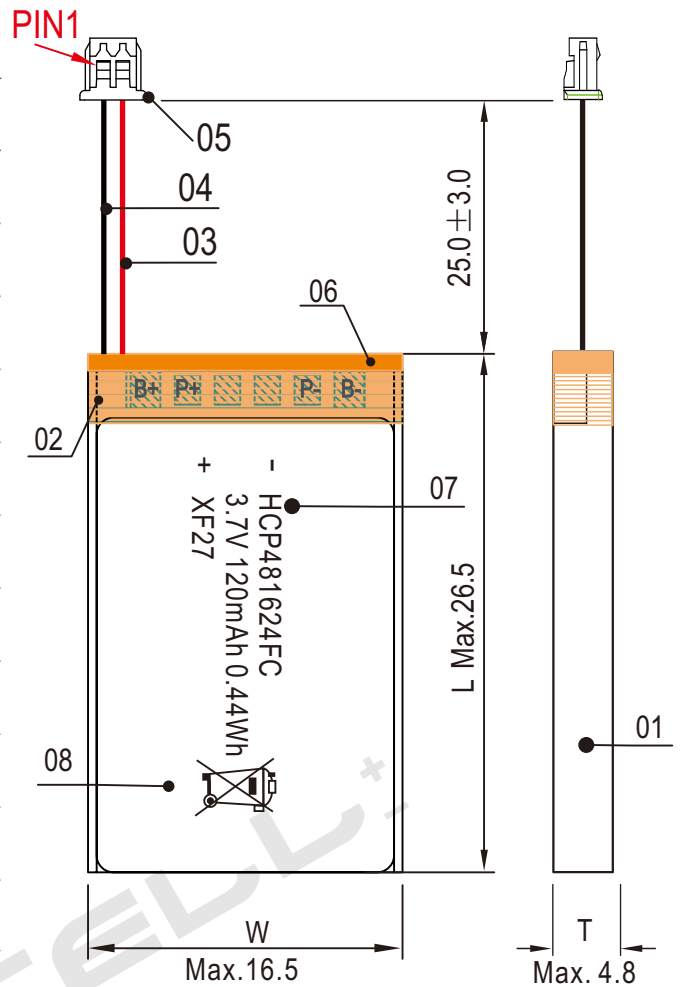 PIN1
05
04
03
25.0±3.0
06
B+ P+ P- B-
02
07
+ -
HCP481624FC
3.7V 120mAh 0.44Wh
XF27
L Max.26.5
01
08
W
Max.16.5
T
Max. 4.8